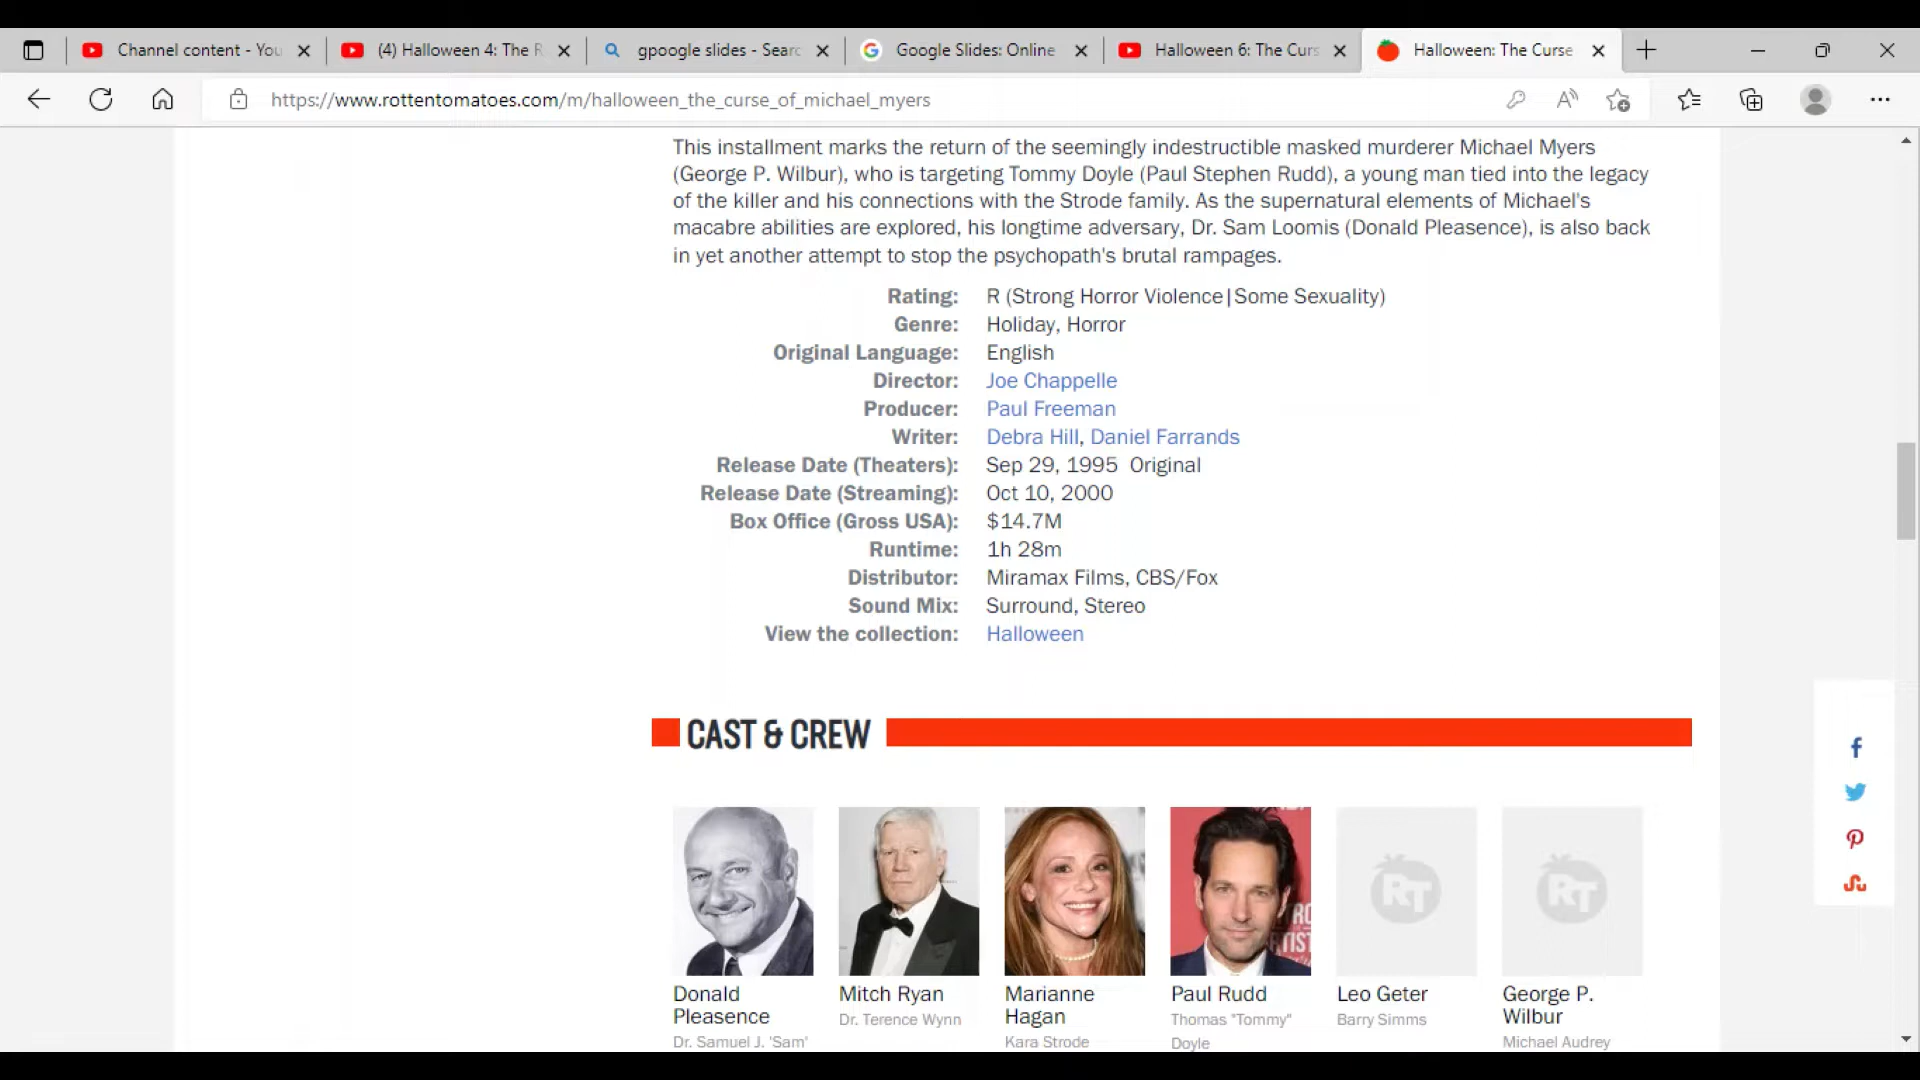 Channel content - You
(4) Halloween 4: The R
gpoogle slides - Searc
Google Slides: Online
Halloween 6: The Curs
Halloween: The Curse
https://www.rottentomatoes.com/m/halloween_the_curse_of_michael_myers
This installment marks the return of the seemingly indestructible masked murderer Michael Myers
(George P. Wilbur), who is targeting Tommy Doyle (Paul Stephen Rudd), a young man tied into the legacy
of the killer and his connections with the Strode family. As the supernatural elements of Michael's
macabre abilities are explored, his longtime adversary, Dr. Sam Loomis (Donald Pleasence), is also back
in yet another attempt to stop the psychopath's brutal rampages.
Rating: R (Strong Horror Violence|Some Sexuality)
Genre: Holiday, Horror
Original Language: English
Director: Joe Chappelle
Producer: Paul Freeman
Writer: Debra Hill, Daniel Farrands
Release Date (Theaters): Sep 29, 1995 Original
Release Date (Streaming): Oct 10, 2000
Box Office (Gross USA): $14.7M
Runtime: 1h 28m
Distributor: Miramax Films, CBS/Fox
Sound Mix: Surround, Stereo
View the collection: Halloween
CAST & CREW
RT
RT
Donald
Pleasence
Dr. Samuel J. 'Sam'
Mitch Ryan
Dr. Terence Wynn
Marianne
Hagan
Kara Strode
Paul Rudd
Thomas "Tommy"
Doyle
Leo Geter
Barry Simms
George P.
Wilbur
Michael Audrey